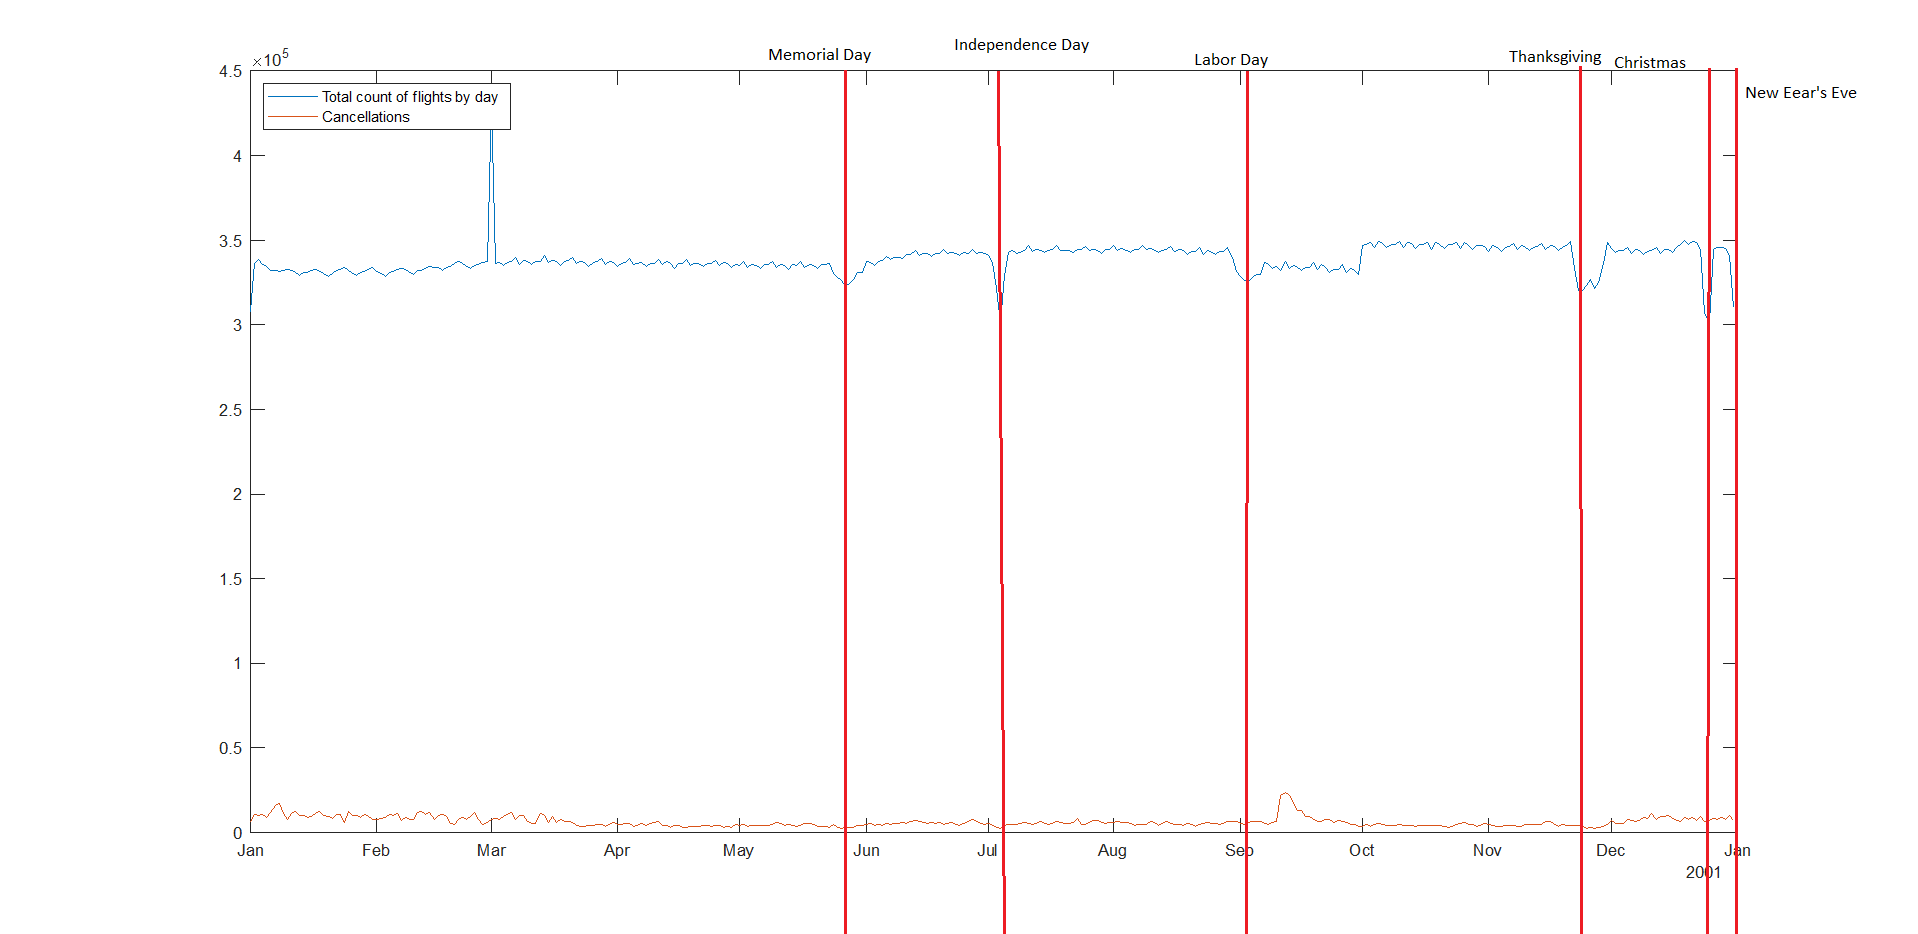 Independence Day
Memorial Day
Labor Day
Thanksgiving
Christmas
New Eear's Eve
×10^5
4.5
4
3.5
3
2.5
2
1.5
1
0.5
0
Total count of flights by day
Cancellations
Jan Feb Mar Apr May Jun Jul Aug Sep Oct Nov Dec Jan
2001